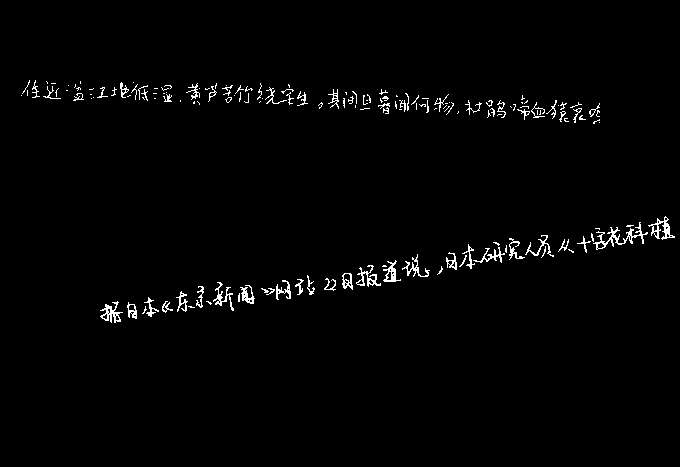 住近湓江地低湿，黄芦苦竹绕宅生。其间旦暮闻何物，杜鹃啼血猿哀鸣
据日本《东京新闻》网站22日报道说，日本研究人员从十字花科植